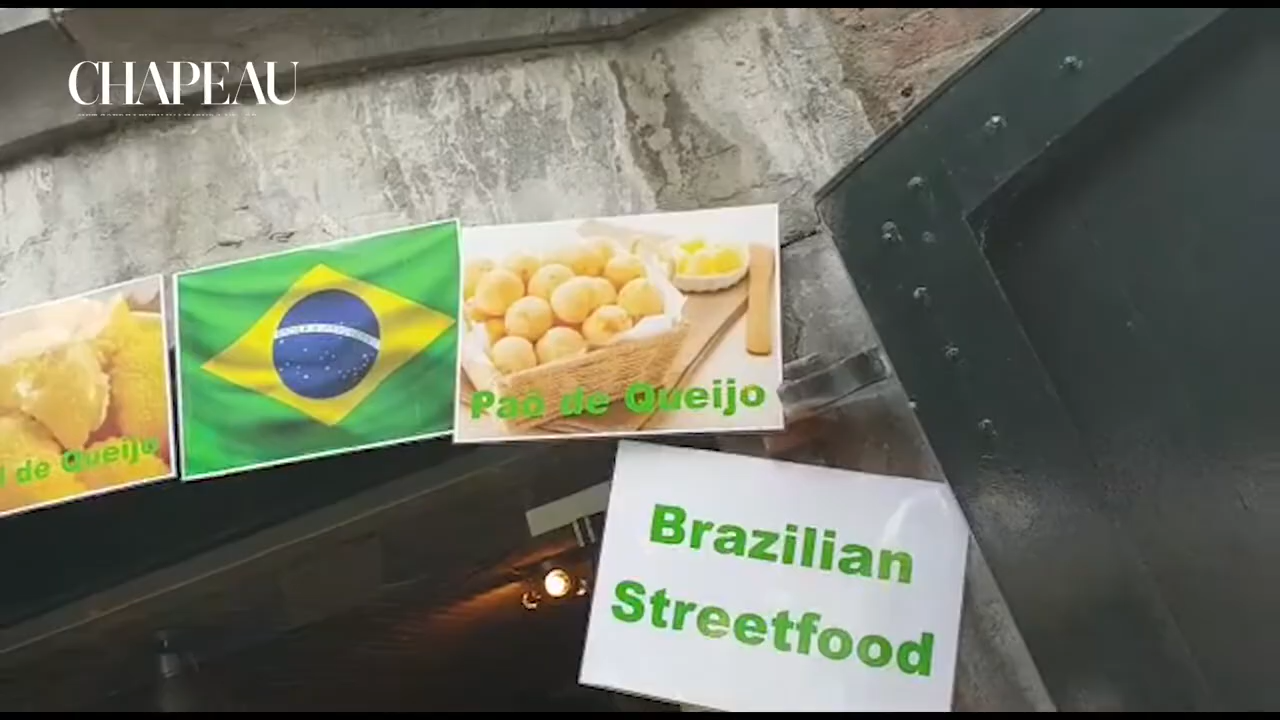 CHAPEAU
de Queijo
Paõ de Queijo
Brazilian
Streetfood